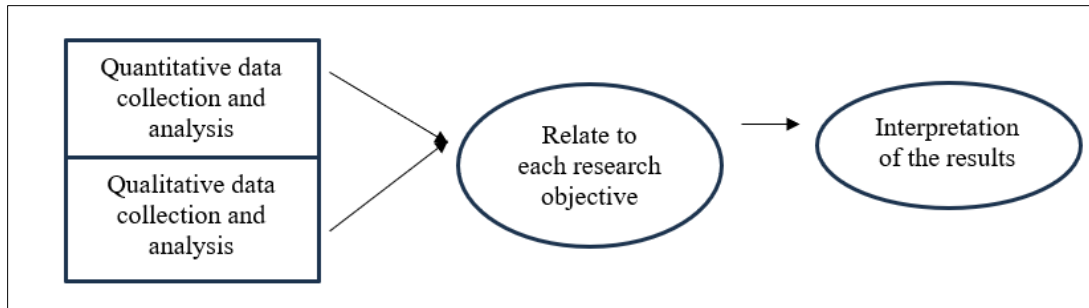 Quantitative data
collection and
analysis
Qualitative data
collection and
analysis
Relate to
each research
objective
Interpretation
of the results